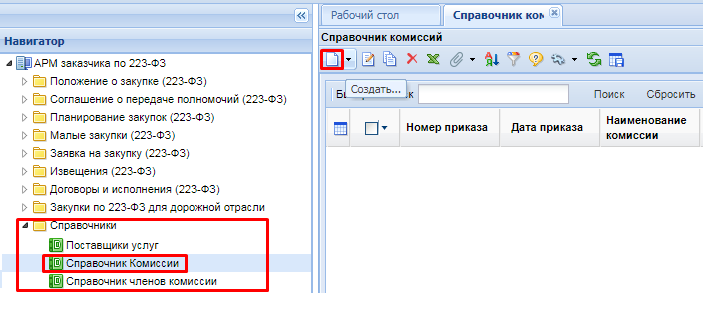 Навигатор
АРМ заказчика по 223-ФЗ
Положение о закупке (223-ФЗ)
Соглашение о передаче полномочий (223-ФЗ)
Планирование закупок (223-ФЗ)
Малые закупки (223-ФЗ)
Заявка на закупку (223-ФЗ)
Извещения (223-ФЗ)
Договоры и исполнения (223-ФЗ)
Закупки по 223-ФЗ для дорожной отрасли
Справочники
Поставщики услуг
Справочник Комиссии
Справочник членов комиссии
Рабочий стол
Справочник ком
Справочник комиссий
Создать...
Поиск
Сбросить
Номер приказа
Дата приказа
Наименование
комиссии